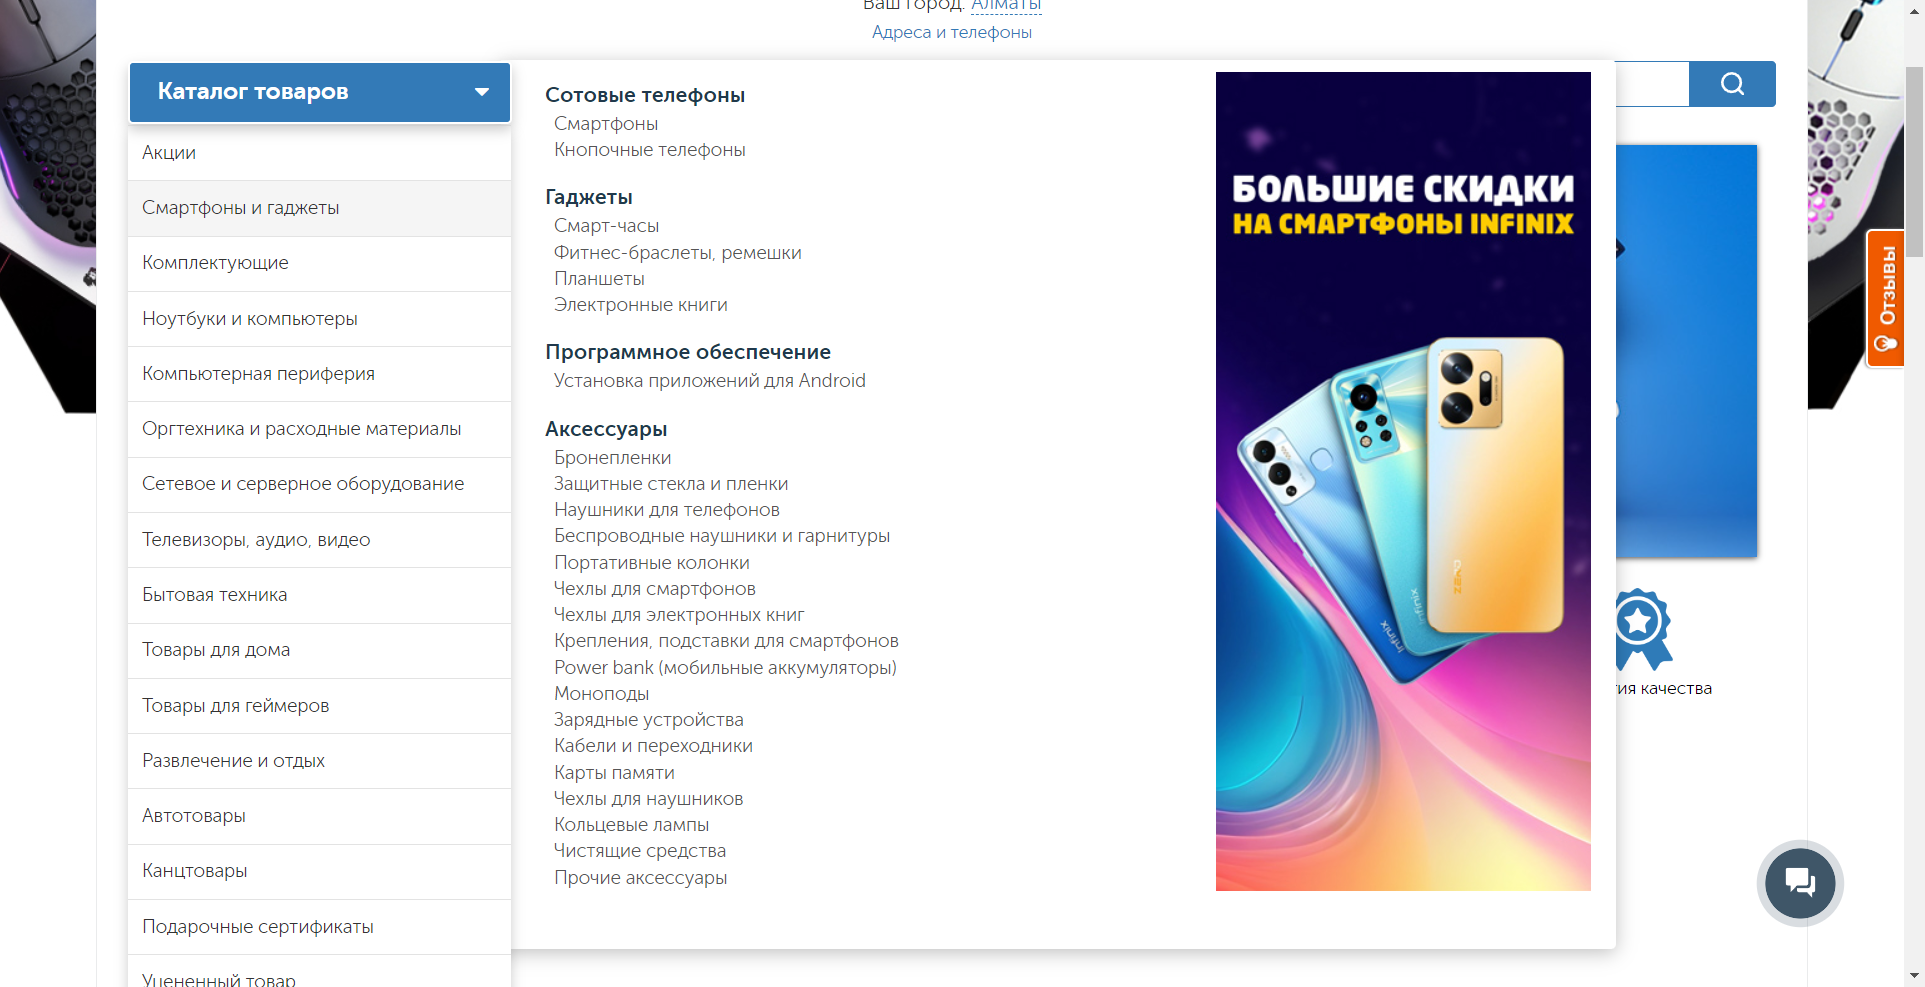 Ваш город: Алматы
Адреса и телефоны
Каталог товаров
Акции
Смартфоны и гаджеты
Комплектующие
Ноутбуки и компьютеры
Компьютерная периферия
Оргтехника и расходные материалы
Сетевое и серверное оборудование
Телевизоры, аудио, видео
Бытовая техника
Товары для дома
Товары для геймеров
Развлечение и отдых
Автотовары
Канцтовары
Подарочные сертификаты
Уцененный товар
Сотовые телефоны
Смартфоны
Кнопочные телефоны
Гаджеты
Смарт-часы
Фитнес-браслеты, ремешки
Планшеты
Электронные книги
Программное обеспечение
Установка приложений для Android
Аксессуары
Бронепленки
Защитные стекла и пленки
Наушники для телефонов
Беспроводные наушники и гарнитуры
Портативные колонки
Чехлы для смартфонов
Чехлы для электронных книг
Крепления, подставки для смартфонов
Power bank (мобильные аккумуляторы)
Моноподы
Зарядные устройства
Кабели и переходники
Карты памяти
Чехлы для наушников
Кольцевые лампы
Чистящие средства
Прочие аксессуары
БОЛЬШИЕ СКИДКИ
НА СМАРТФОНЫ INFINIX
Infinix
Infinix
ZERO
качества
Отзывы